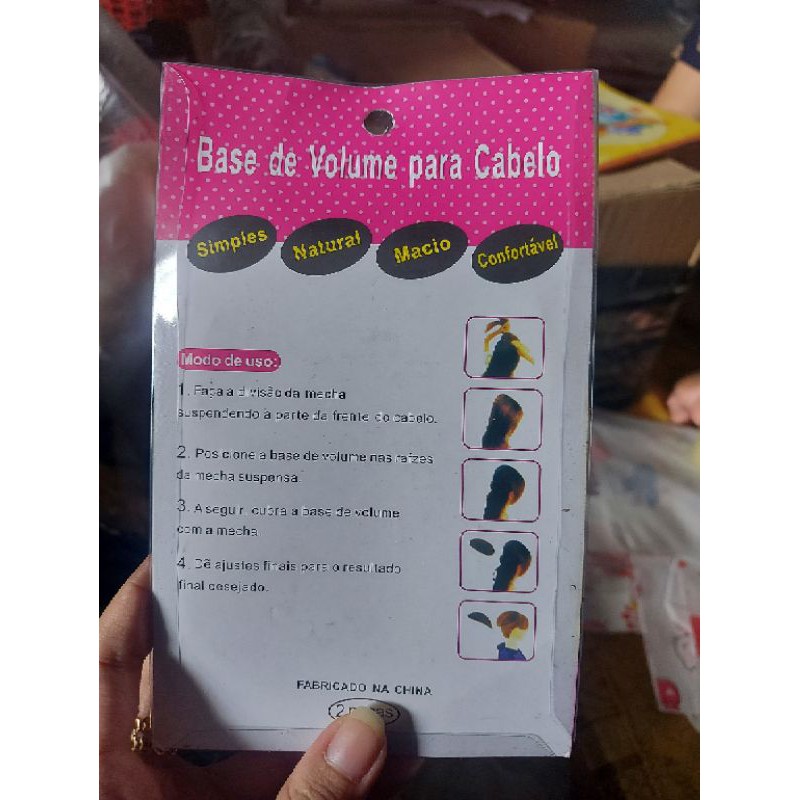 Base de Volume para Cabelo
Simples Natural Macio Confortável
Modo de uso:
1. Faça a divisão da mecha
suspendendo a parte da frente do cabelo.
2. Posicione a base de volume nas raízes
da mecha suspensa
3. A seguir, cubra a base de volume
com a mecha
4. Dê ajustes finais para o resultado
final desejado.
FABRICADO NA CHINA
2